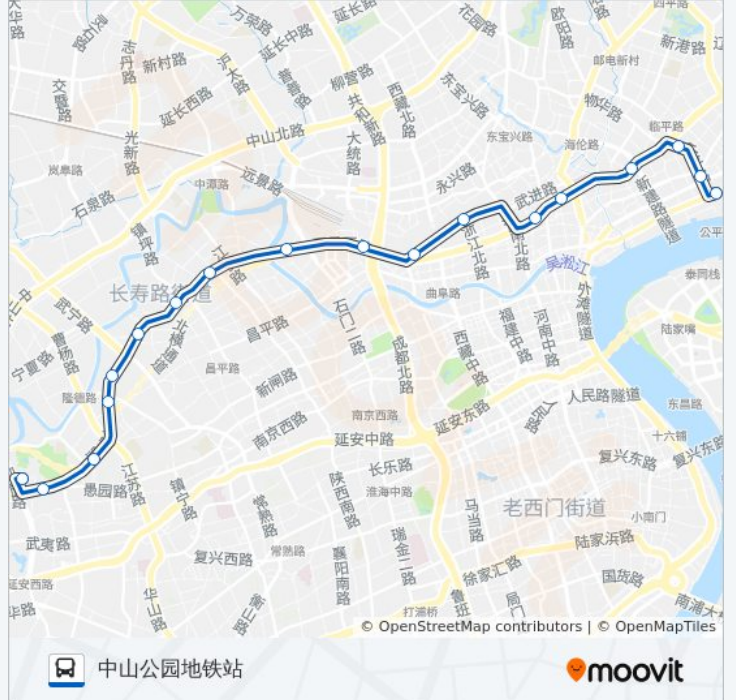 万荣路
延长路
花园路
欧阳路
四平路
志丹路
沪太路
延长中路
新港路
新村路
普善路
柳营路
共和新路
西藏北路
邮电新村
交暨路
延长西路
东宝兴路
物华路
光新路
中山北路
大统路
东宝兴路
海伦路
临平路
岚皋路
中潭路
远景路
永兴路
武进路
新建路隧道
石泉路
镇坪路
浙江北路
公平
吴淞江
长寿路街道
曲阜路
外滩隧道
泰同栈
武宁路
石门二路
福建中路
河南中路
陆家嘴
曹杨路
北横通道
昌平路
成都北路
西藏中路
宁夏路
昌平路
新闸路
人民路隧道
隆德路
南京西路
延安东路
人民路
东昌路
南京西路
延安中路
十六铺
复兴东路
复兴东路
江苏路
长乐路
愚园路
镇宁路
陕西南路
淮海中路
老西门街道
常熟路
马当路
小南门
武夷路
复兴西路
常熟路
襄阳南路
瑞金二路
陆家浜路
延安西路
徐家汇路
国货路
华山路
衡山路
打浦桥
鲁班
局门
南浦大
© OpenStreetMap contributors | © OpenMapTiles
中山公园地铁站
moovit